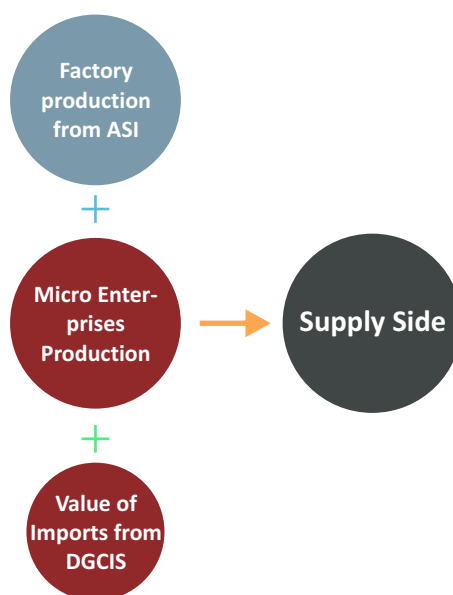 Factory
production
from ASI
+
Micro Enter-
prises
Production
Supply Side
+
Value of
Imports from
DGCIS